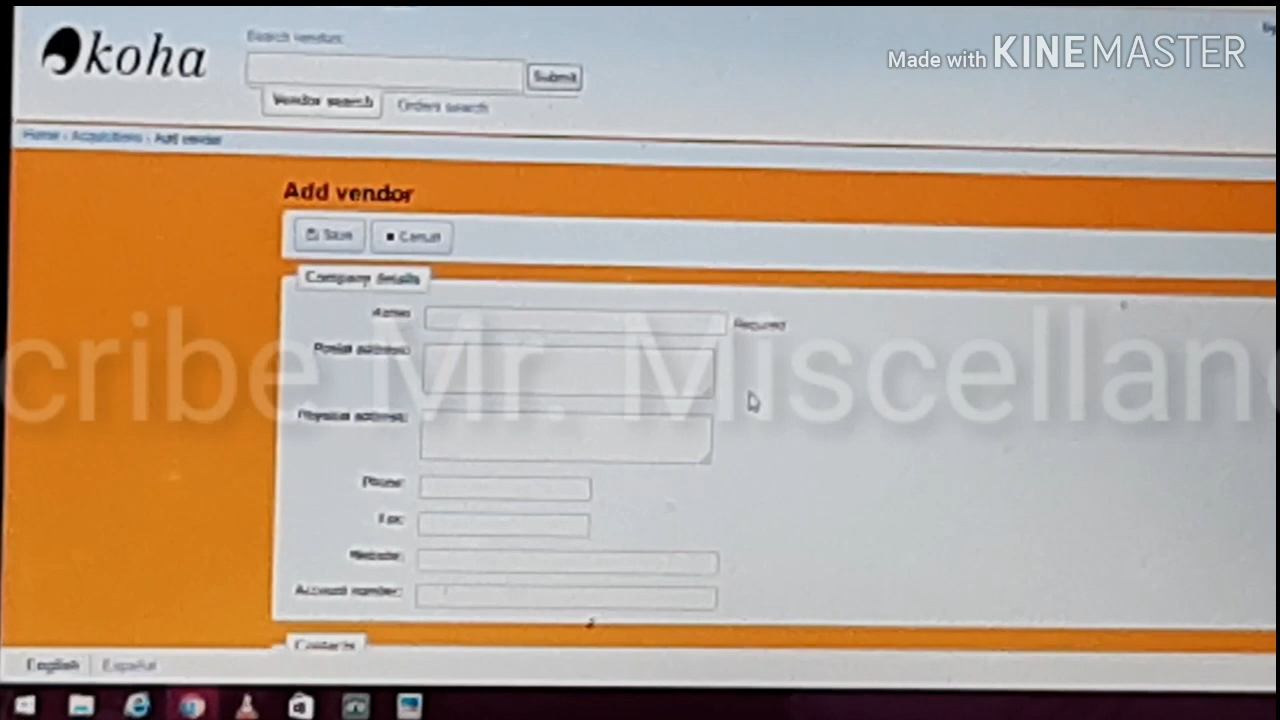 koha
Search vendors:
Submit
Vendor search
Orders search
Made with KINEMASTER
Home › Acquisitions › Add vendor
Add vendor
Save
Cancel
Company details
Name:
Required
cribe Mr. Miscellane
Postal address:
Physical address:
Phone:
Fax:
Website:
Account number:
Contacts
English
Español